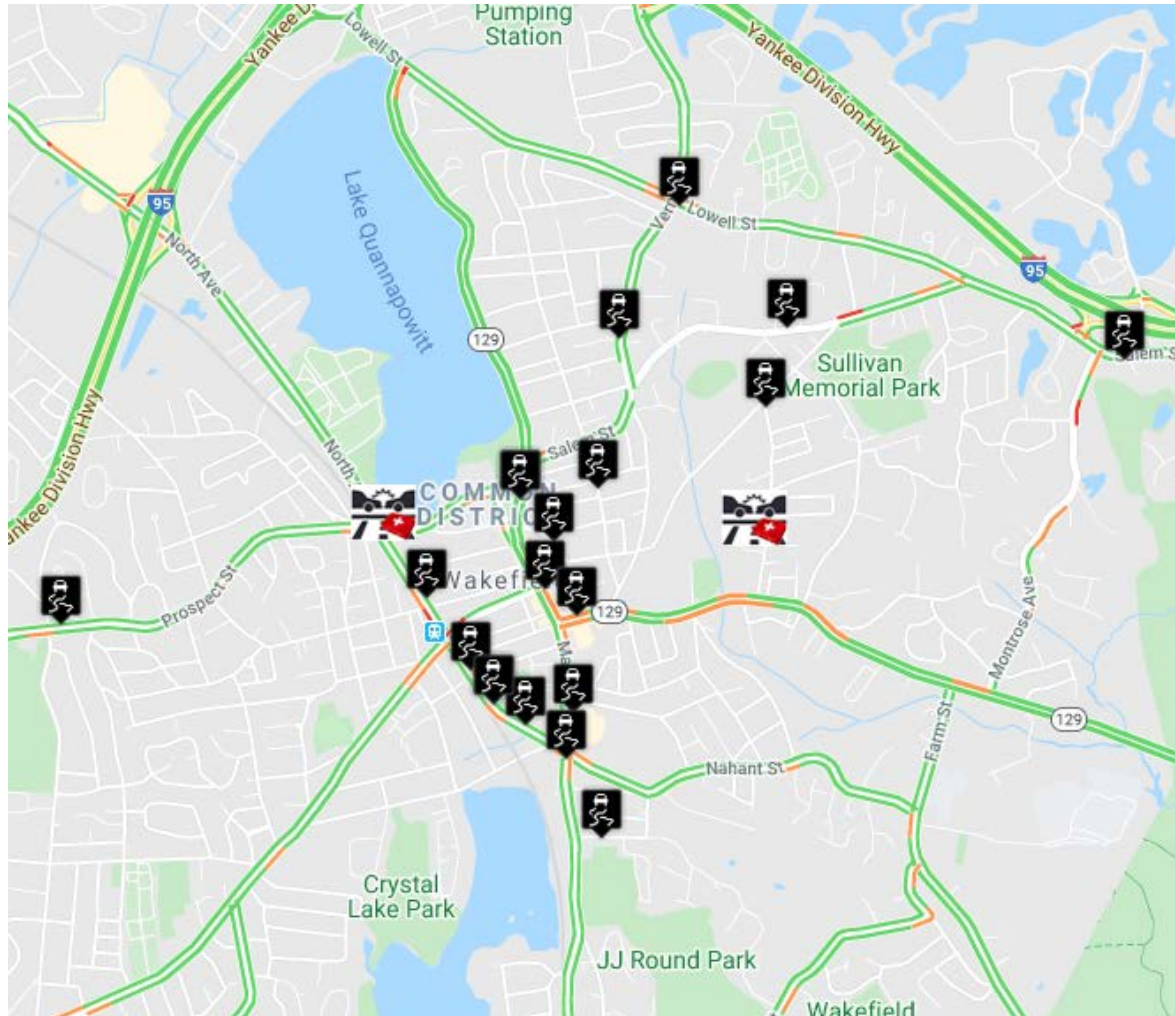 Pumping
Station
Lowell St
Yankee Division Hwy
95
North Ave
Lake Quannapowitt
129
Lowell St
95
Sullivan
Memorial Park
Salem St
North
COMMON
Yankee Division Hwy
Wakefield
129
Prospect St
Montrose Ave
129
Farm St
Nahant St
Crystal
Lake Park
JJ Round Park
Wakefield